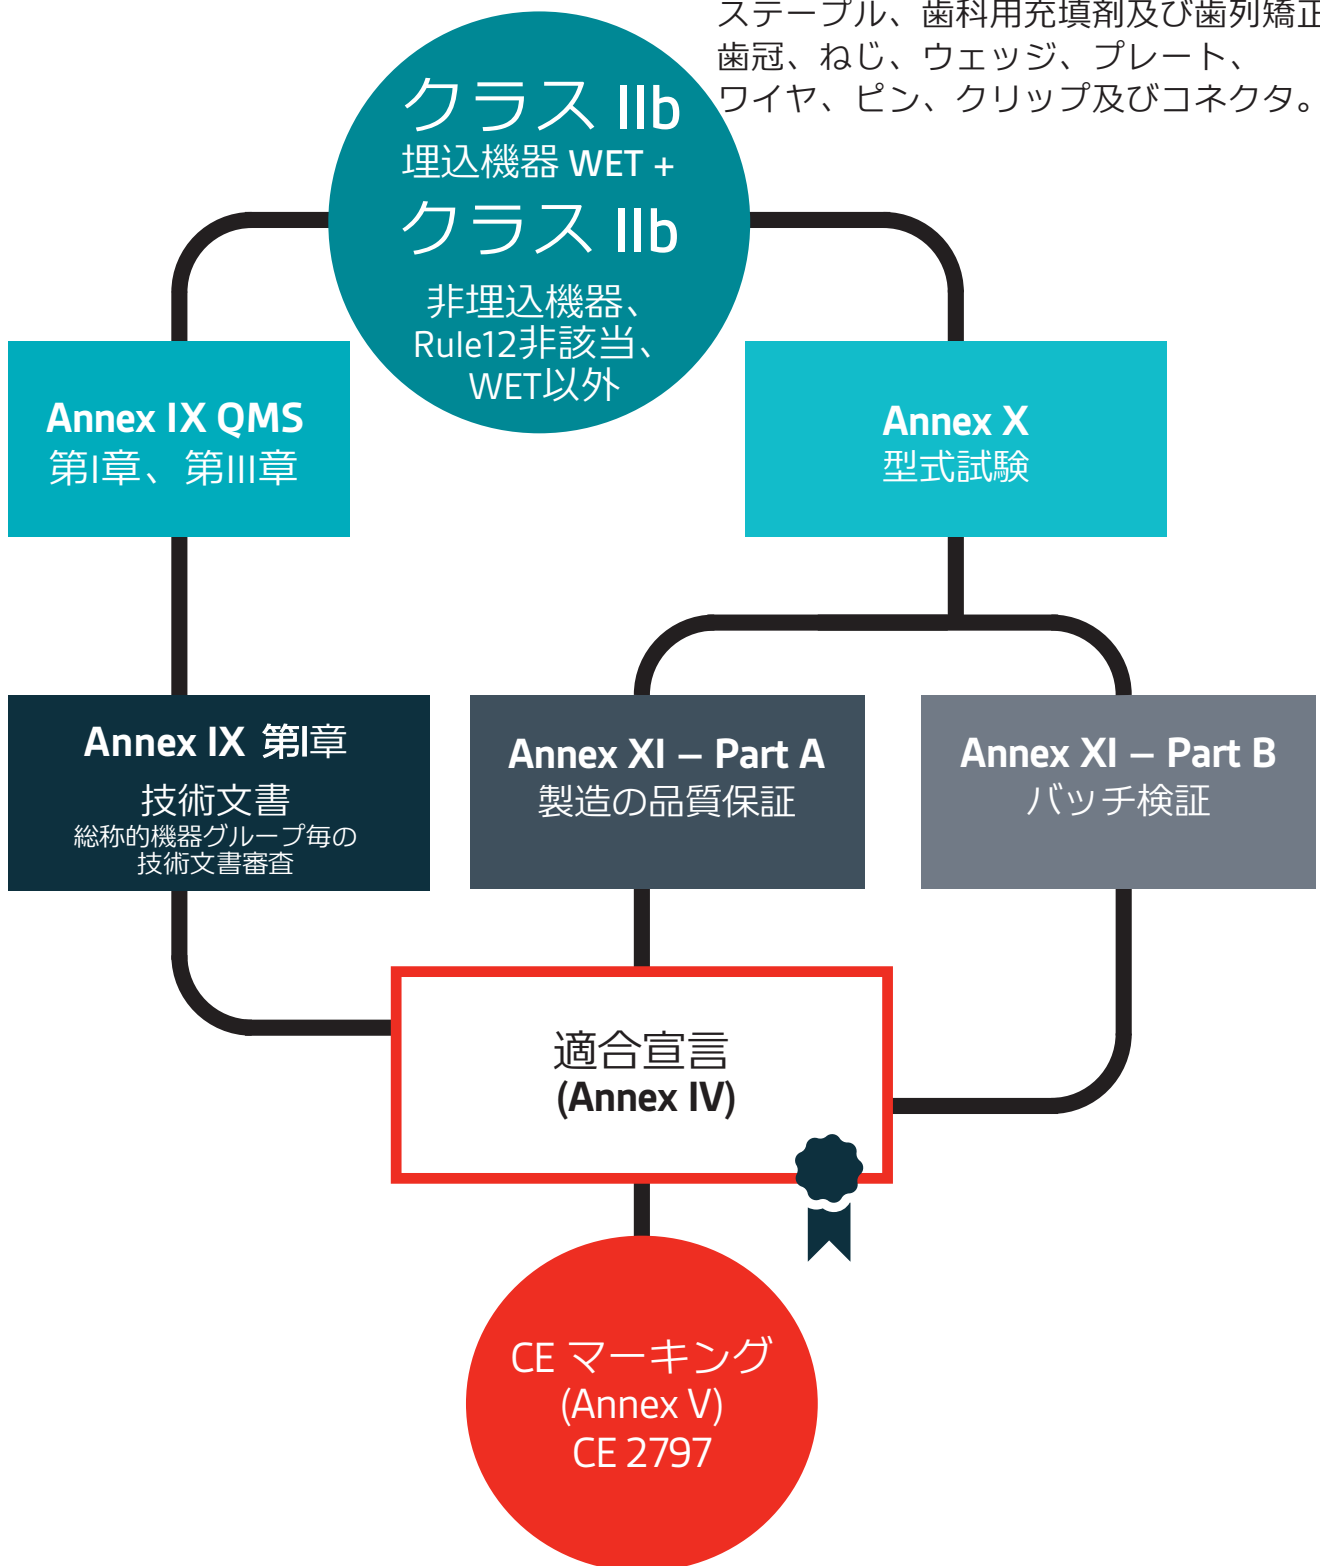 ステープル、歯科用充填剤及び歯列矯正
歯冠、ねじ、ウェッジ、プレート、
ワイヤ、ピン、クリップ及びコネクタ。
クラス IIb
埋込機器 WET +
クラス IIb
非埋込機器、
Rule12非該当、
WET以外
Annex IX QMS
第I章、第III章
Annex X
型式試験
Annex IX 第I章
技術文書
総称的機器グループ毎の
技術文書審査
Annex XI – Part A
製造の品質保証
Annex XI – Part B
バッチ検証
適合宣言
(Annex IV)
CE マーキング
(Annex V)
CE 2797